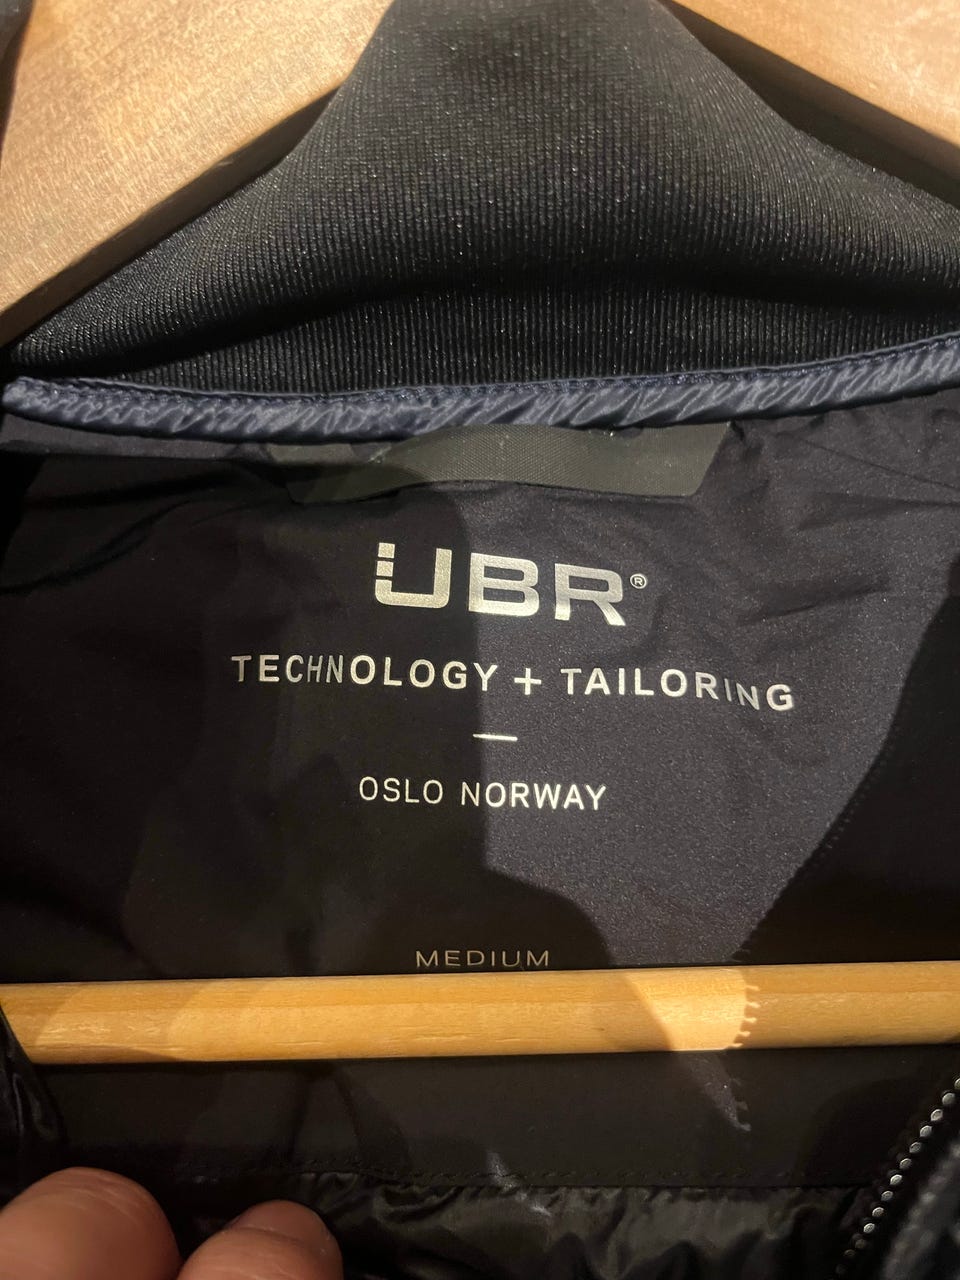 UBR®
TECHNOLOGY + TAILORING
OSLO NORWAY
MEDIUM